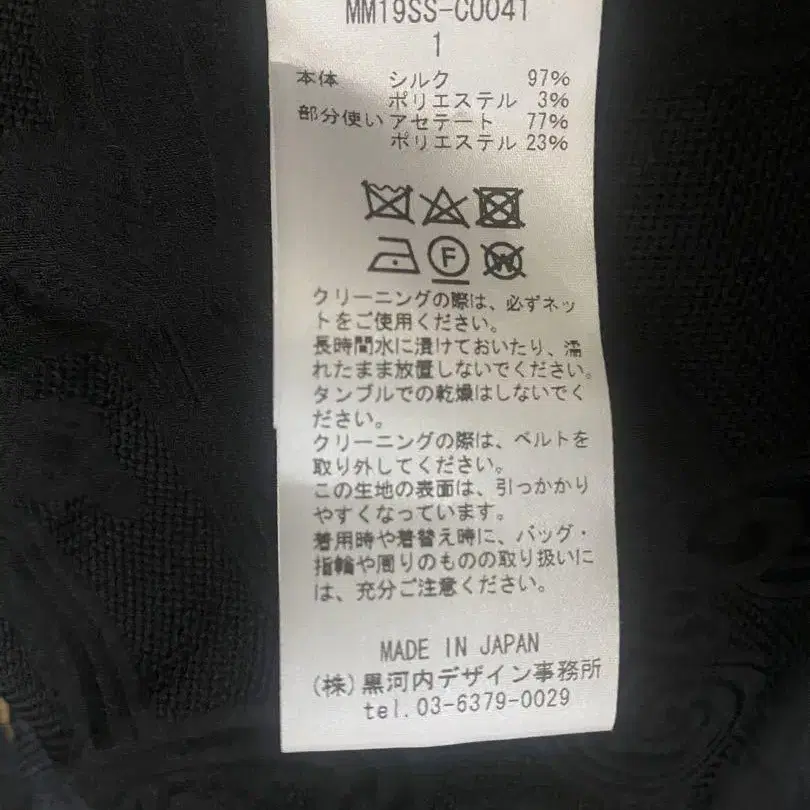 MM19SS-C0041
1
本体 シルク 97%
ポリエステル 3%
部分使い アセテート 77%
ポリエステル 23%
F
W
クリーニングの際は、必ずネッ
トをご使用ください。
長時間水に漬けておいたり、濡
れたまま放置しないでください。
タンブルでの乾燥はしないでく
ださい。
クリーニングの際は、ベルトを
取り外してください。
この生地の表面は、引っかかり
やすくなっています。
着用時や着替え時に、バッグ・
指輪や周りのものの取り扱いに
は、充分ご注意ください。
MADE IN JAPAN
(株)黒河内デザイン事務所
tel.03-6379-0029